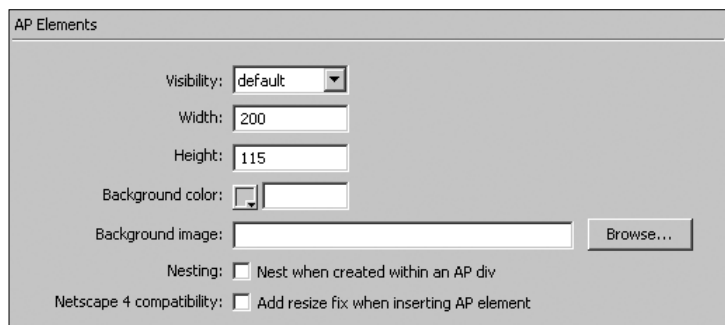 AP Elements
Visibility: default
Width: 200
Height: 115
Background color:
Background image: Browse...
Nesting: Nest when created within an AP div
Netscape 4 compatibility: Add resize fix when inserting AP element